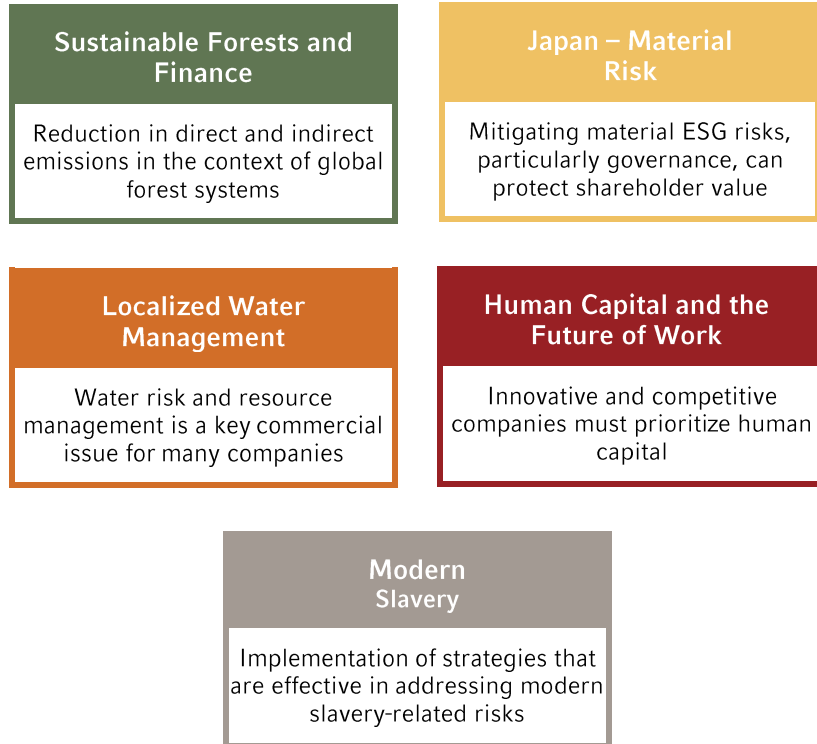 Sustainable Forests and
Finance
Reduction in direct and indirect
emissions in the context of global
forest systems
Japan – Material
Risk
Mitigating material ESG risks,
particularly governance, can
protect shareholder value
Localized Water
Management
Water risk and resource
management is a key commercial
issue for many companies
Human Capital and the
Future of Work
Innovative and competitive
companies must prioritize human
capital
Modern
Slavery
Implementation of strategies that
are effective in addressing modern
slavery-related risks